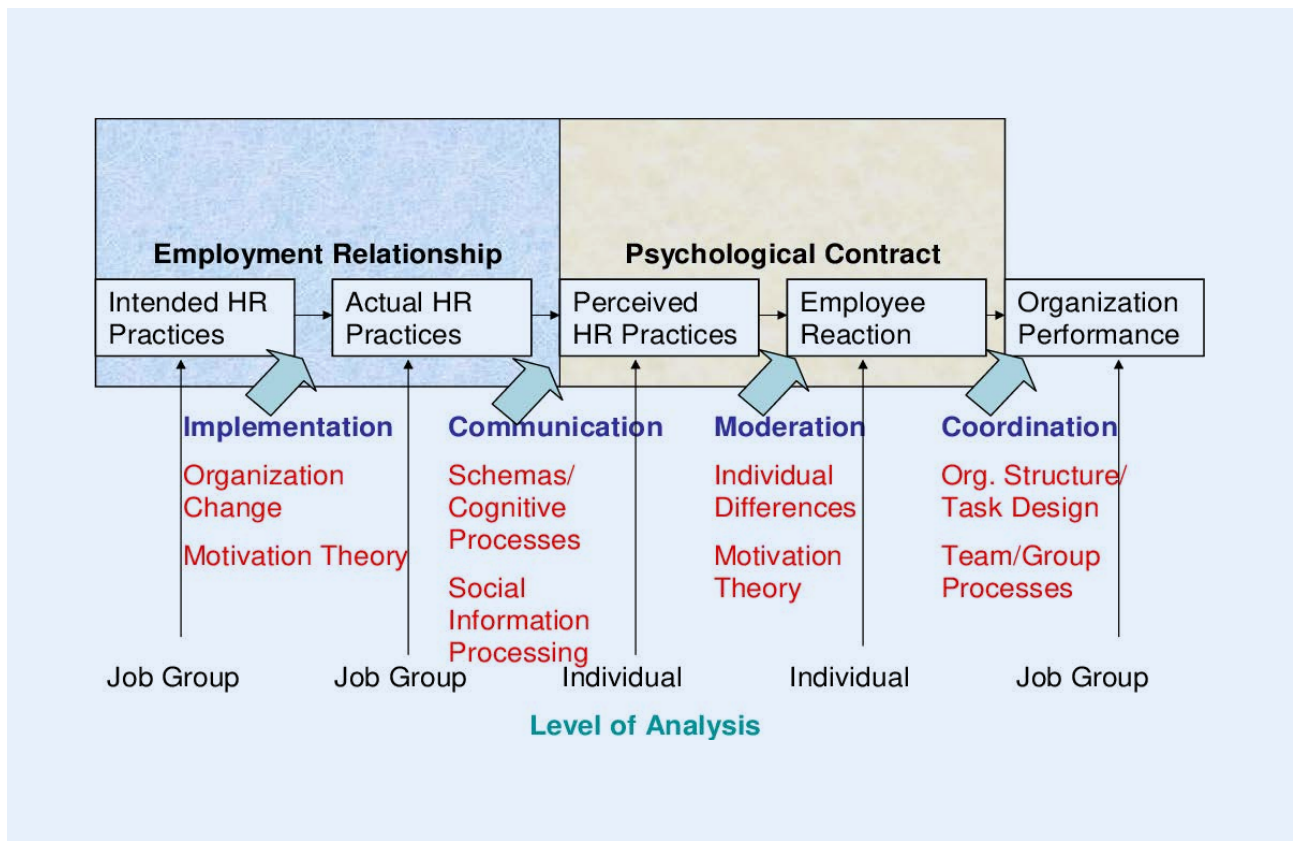 Employment Relationship
Psychological Contract
Intended HR
Practices
Actual HR
Practices
Perceived
HR Practices
Employee
Reaction
Organization
Performance
Implementation
Organization
Change
Motivation Theory
Communication
Schemas/
Cognitive
Processes
Social
Information
Processing
Moderation
Individual
Differences
Motivation
Theory
Coordination
Org. Structure/
Task Design
Team/Group
Processes
Job Group
Job Group
Individual
Individual
Job Group
Level of Analysis